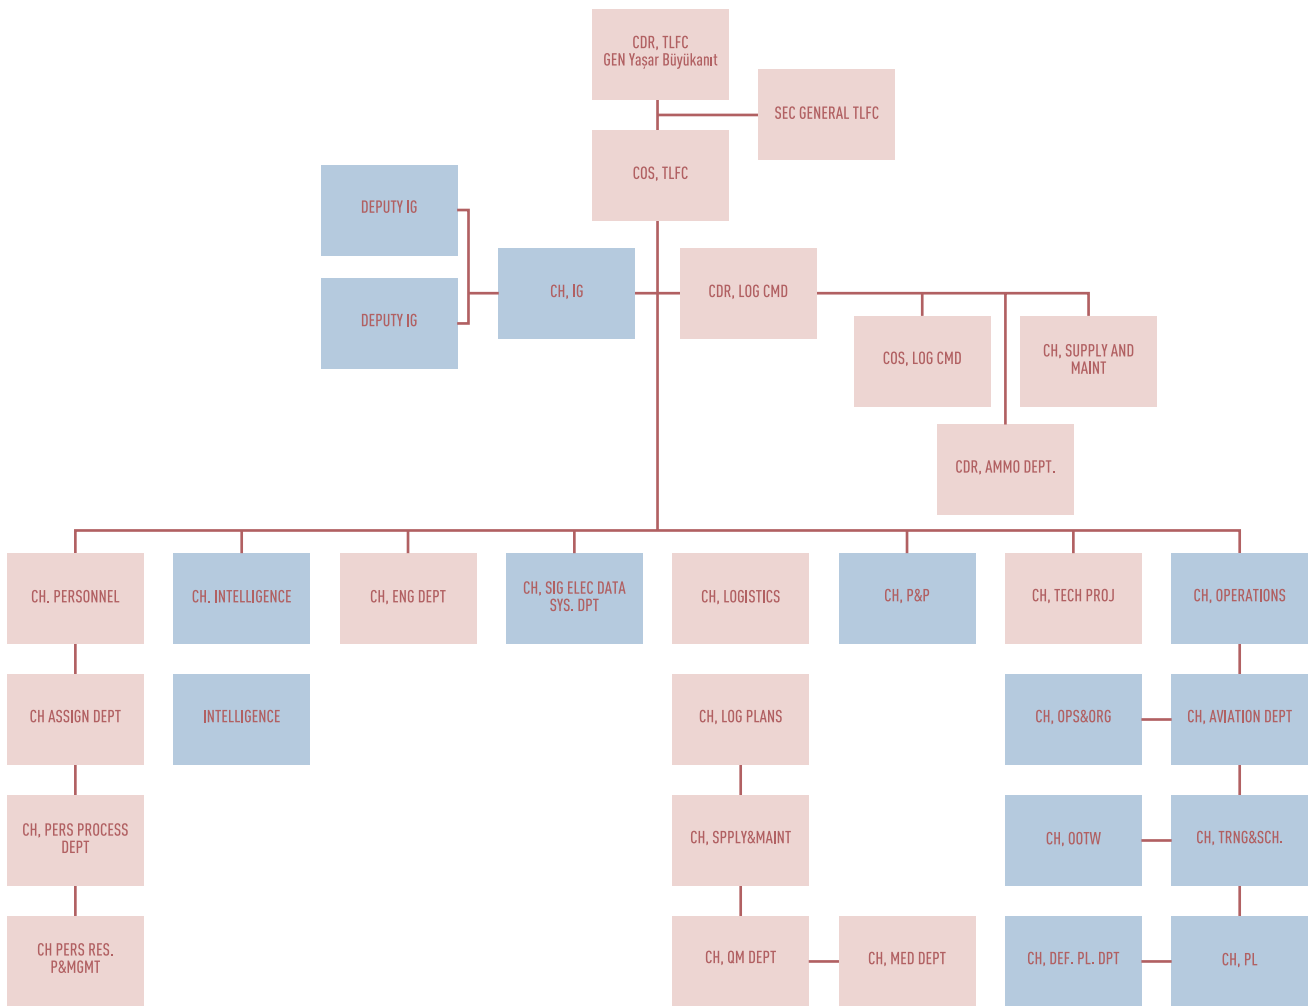 CDR, TLFC
GEN Yaşar Büyükanıt
SEC GENERAL TLFC
COS, TLFC
DEPUTY IG
CH, IG
CDR, LOG CMD
DEPUTY IG
COS, LOG CMD
CH, SUPPLY AND
MAINT
CDR, AMMO DEPT.
CH. PERSONNEL
CH. INTELLIGENCE
CH, ENG DEPT
CH, SIG ELEC DATA
SYS. DPT
CH, LOGISTICS
CH, P&P
CH, TECH PROJ
CH, OPERATIONS
CH ASSIGN DEPT
INTELLIGENCE
CH, LOG PLANS
CH, OPS&ORG
CH, AVIATION DEPT
CH, PERS PROCESS
DEPT
CH, SPPLY&MAINT
CH, OOTW
CH, TRNG&SCH.
CH PERS RES.
P&MGMT
CH, QM DEPT
CH, MED DEPT
CH, DEF. PL. DPT
CH, PL